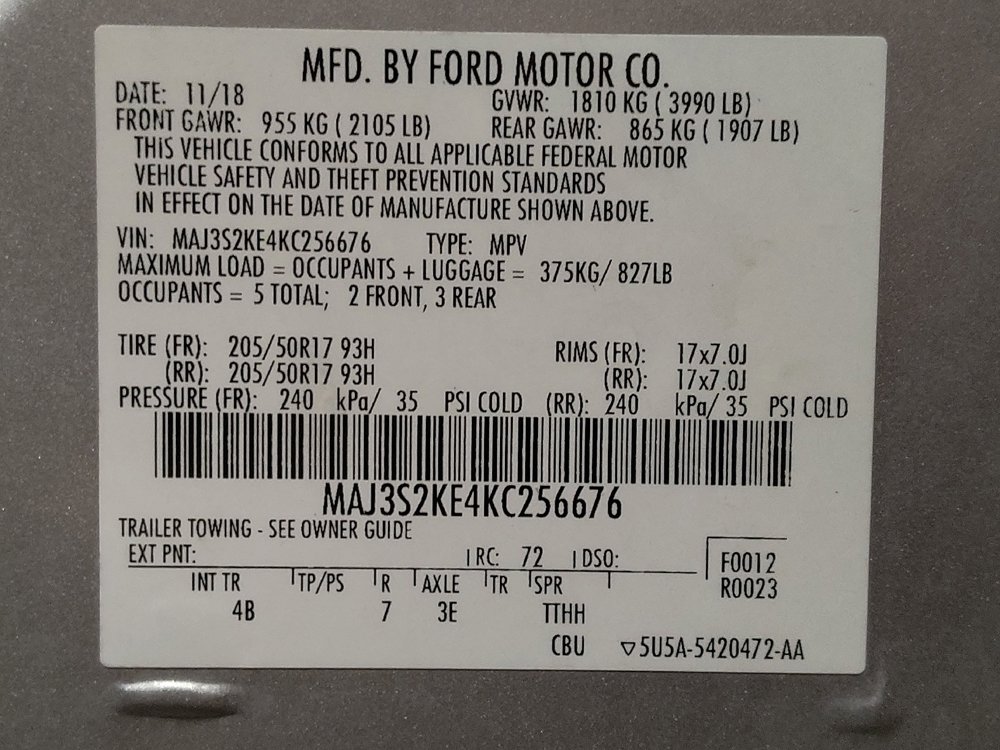 MFD. BY FORD MOTOR CO.
DATE: 11/18 GVWR: 1810 KG ( 3990 LB)
FRONT GAWR: 955 KG ( 2105 LB) REAR GAWR: 865 KG ( 1907 LB)
THIS VEHICLE CONFORMS TO ALL APPLICABLE FEDERAL MOTOR
VEHICLE SAFETY AND THEFT PREVENTION STANDARDS
IN EFFECT ON THE DATE OF MANUFACTURE SHOWN ABOVE.
VIN: MAJ3S2KE4KC256676 TYPE: MPV
MAXIMUM LOAD = OCCUPANTS + LUGGAGE = 375KG/ 827LB
OCCUPANTS = 5 TOTAL; 2 FRONT, 3 REAR
TIRE (FR): 205/50R17 93H RIMS (FR): 17x7.0J
(RR): 205/50R17 93H (RR): 17x7.0J
PRESSURE (FR): 240 kPa/ 35 PSI COLD (RR): 240 kPa/ 35 PSI COLD
MAJ3S2KE4KC256676
TRAILER TOWING - SEE OWNER GUIDE
EXT PNT: RC: 72 DSO: F0012
INT TR TP/PS R AXLE TR SPR R0023
4B 7 3E TTHH
CBU ▽5U5A-5420472-AA